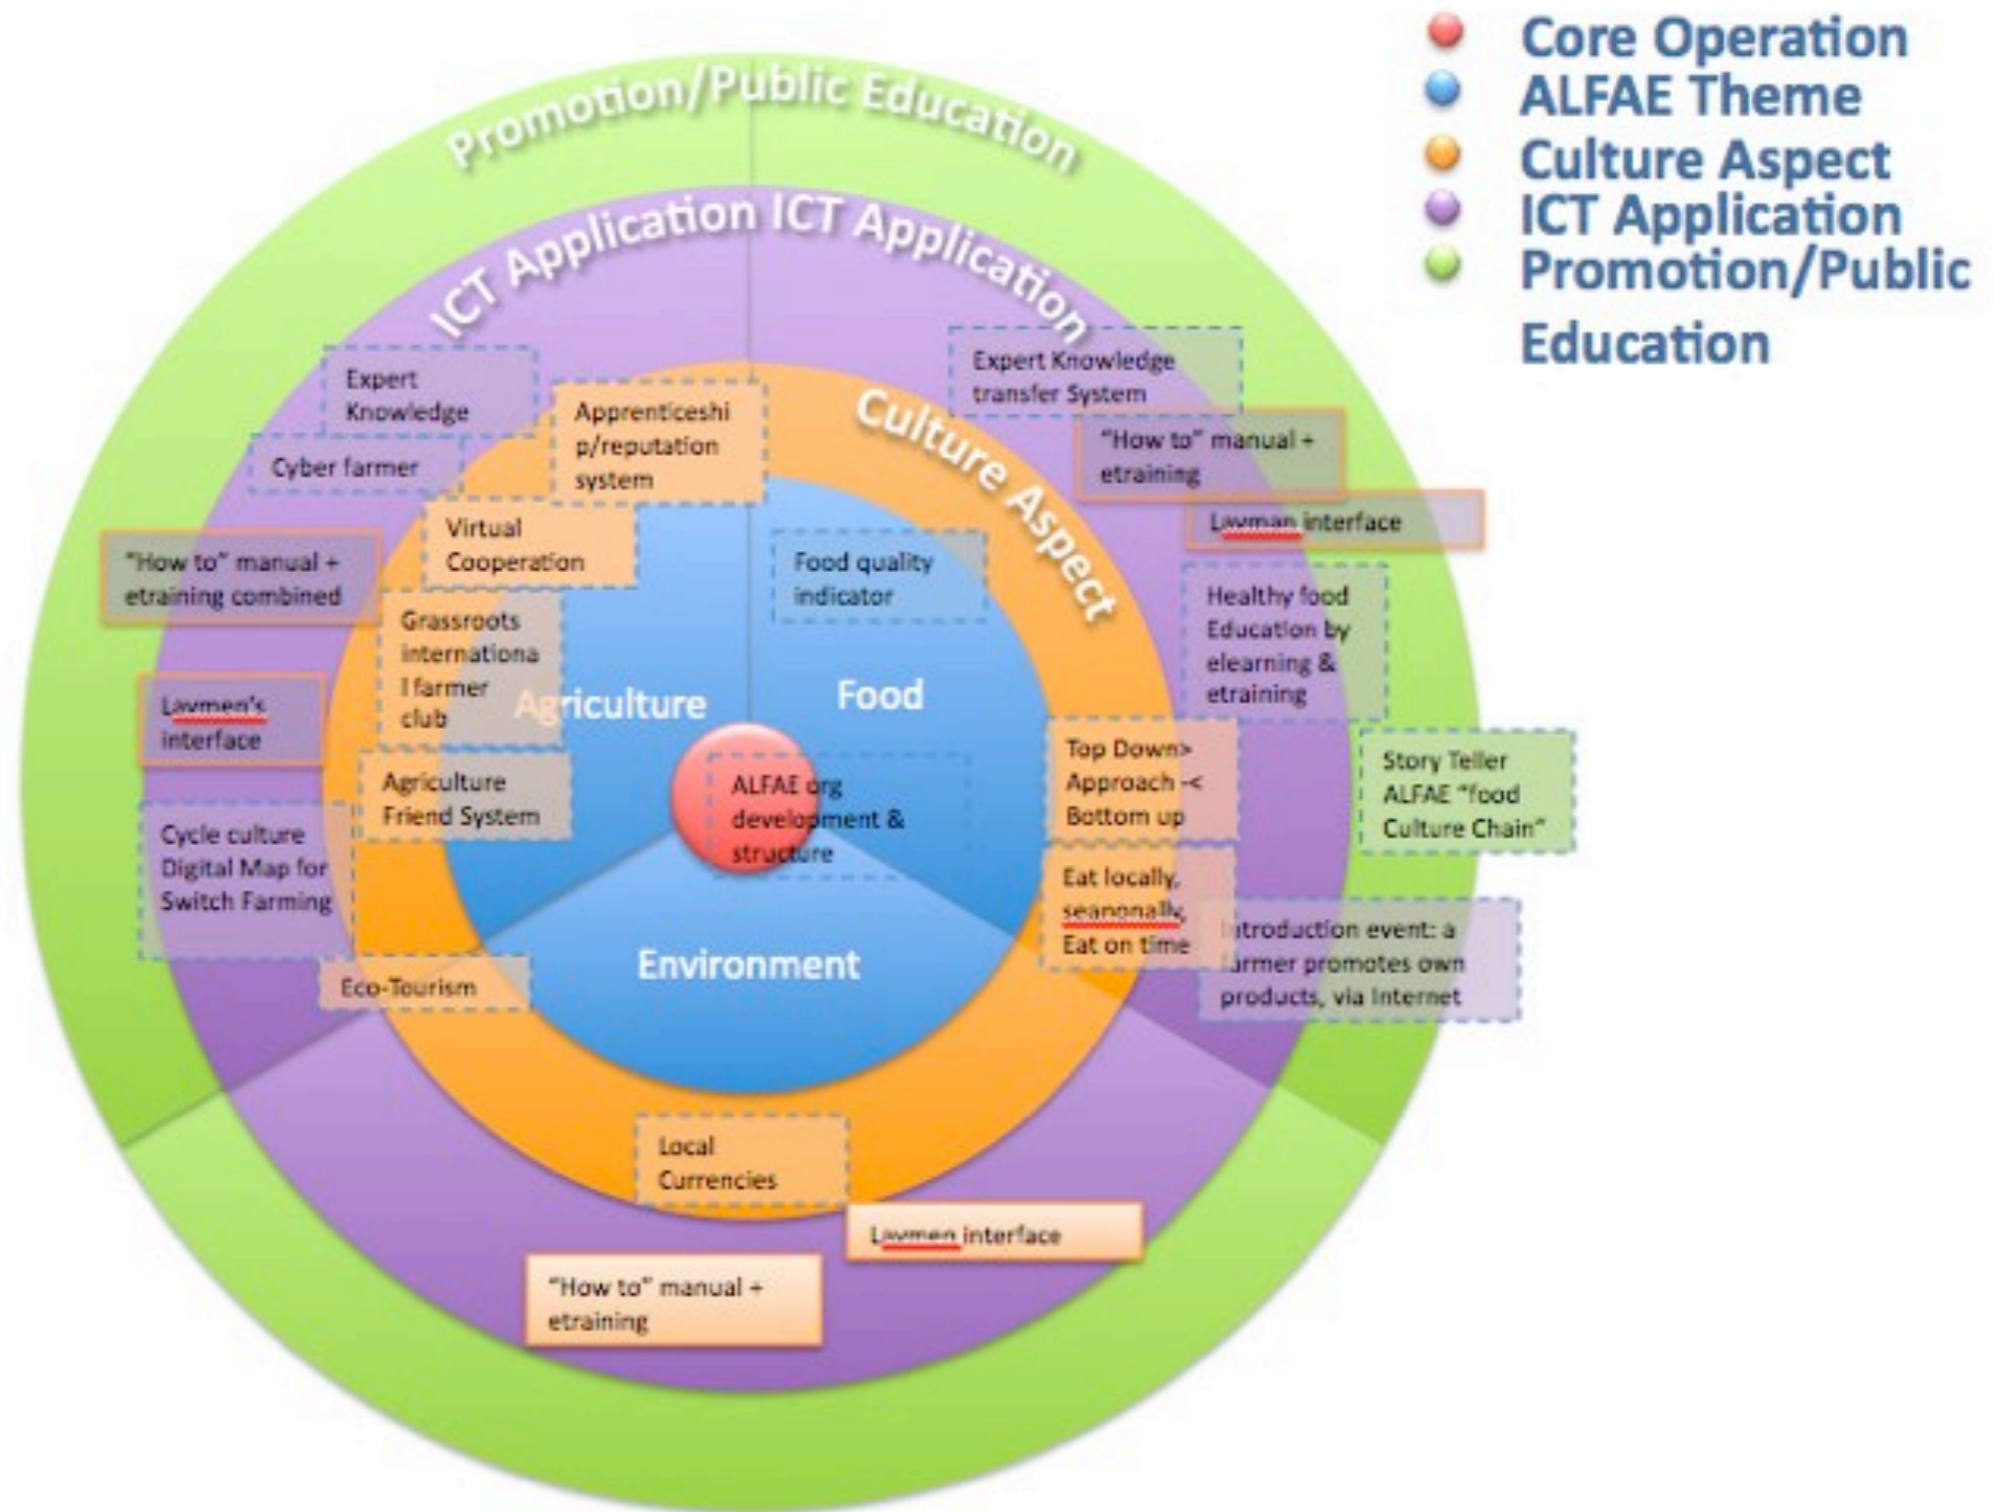 Core Operation
ALFAE Theme
Culture Aspect
ICT Application
Promotion/Public
Education
Promotion/Public Education
ICT Application ICT Application
Culture Aspect
Expert
Knowledge
Cyber farmer
Apprenticeshi
p/reputation
system
Virtual
Cooperation
"How to" manual +
etraining combined
Grassroots
internationa
l farmer
club
Laymen's
interface
Agriculture
Friend System
Cycle culture
Digital Map for
Switch Farming
Eco-Tourism
Agriculture
Food
Environment
ALFAE org
development &
structure
Food quality
indicator
Expert Knowledge
transfer System
"How to" manual +
etraining
Layman interface
Healthy food
Education by
elearning &
etraining
Top Down>
Approach -<
Bottom up
Story Teller
ALFAE "food
Culture Chain"
Eat locally,
seanonally,
Eat on time
Introduction event: a
farmer promotes own
products, via Internet
Local
Currencies
Laymen interface
"How to" manual +
etraining